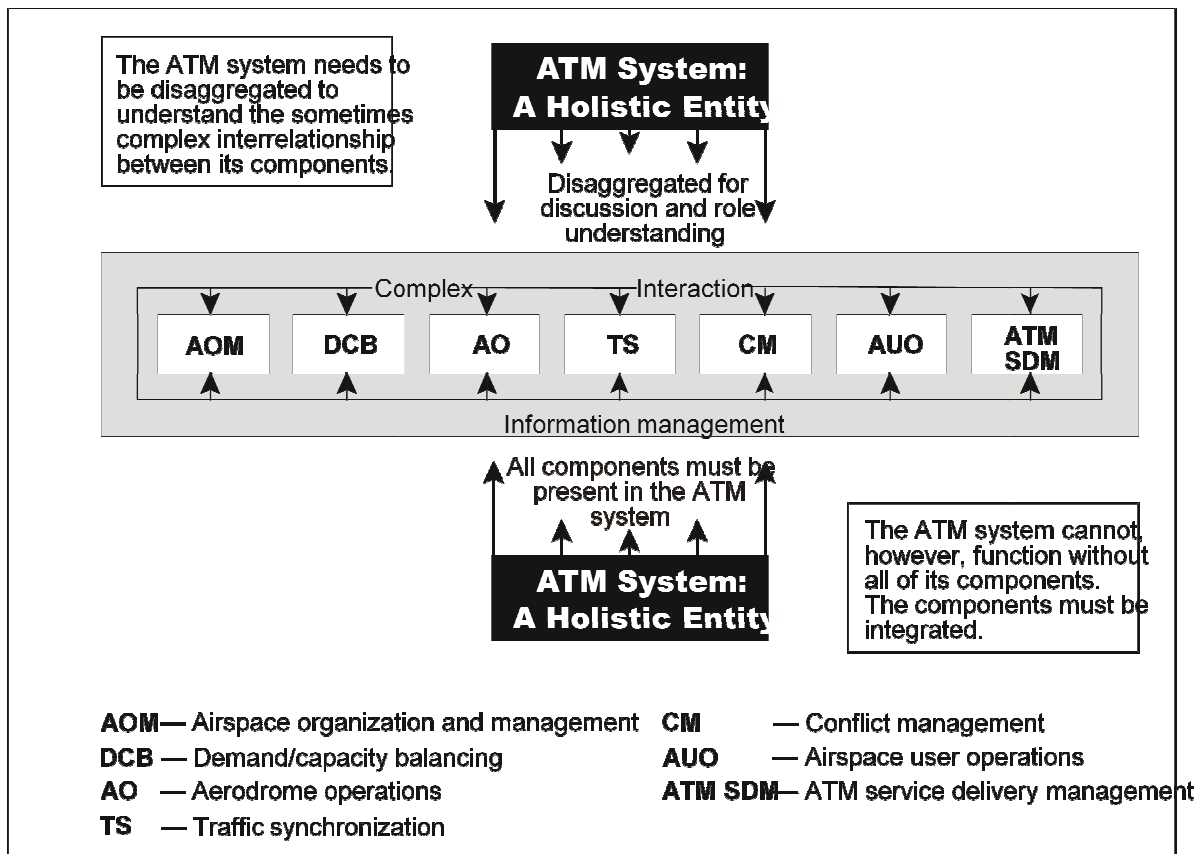 The ATM system needs to
be disaggregated to
understand the sometimes
complex interrelationship
between its components.
ATM System:
A Holistic Entity
Disaggregated for
discussion and role
understanding
Complex Interaction
AOM
DCB
AO
TS
CM
AUO
ATM
SDM
Information management
All components must be
present in the ATM
system
ATM System:
A Holistic Entity
The ATM system cannot,
however, function without
all of its components.
The components must be
integrated.
AOM — Airspace organization and management
DCB — Demand/capacity balancing
AO — Aerodrome operations
TS — Traffic synchronization
CM — Conflict management
AUO — Airspace user operations
ATM SDM — ATM service delivery management